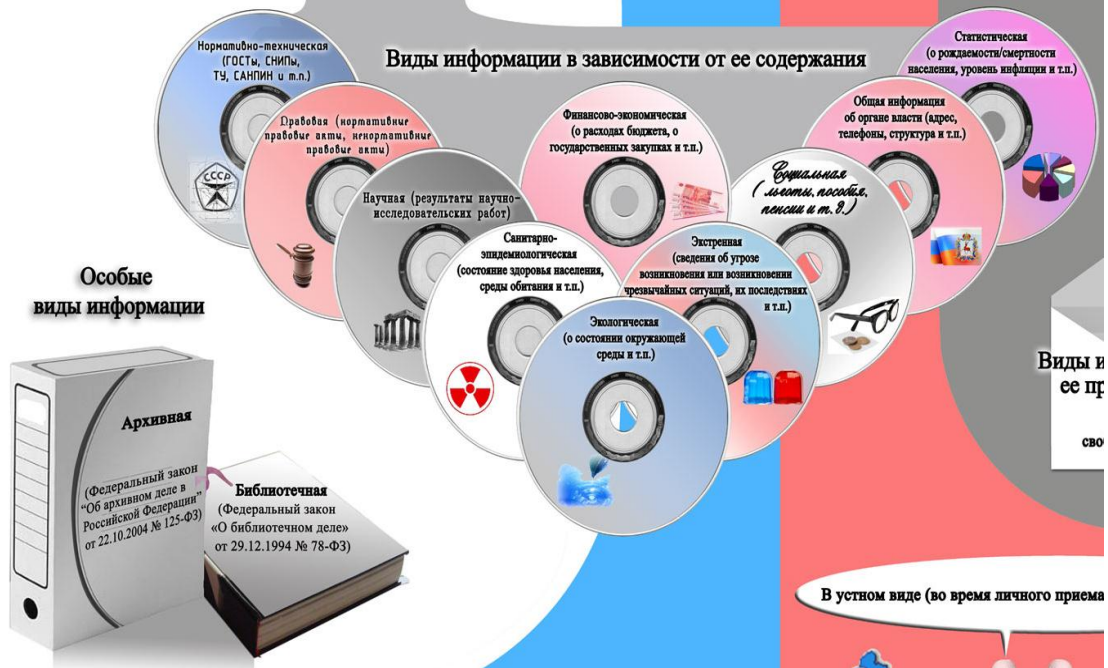 Виды информации в зависимости от ее содержания
Нормативно-техническая
(ГОСТы, СНИПы,
ТУ, САНПИН и т.п.)
Правовая (нормативные
правовые акты, ненормативные
правовые акты)
Научная (результаты научно-
исследовательских работ)
Санитарно-
эпидемиологическая
(состояние здоровья населения,
среды обитания и т.п.)
Экологическая
(о состоянии окружающей
среды и т.п.)
Экстренная
(сведения об угрозе
возникновения или возникновении
чрезвычайных ситуаций, их последствиях
и т.п.)
Финансово-экономическая
(о расходах бюджета, о
государственных закупках и т.п.)
Социальная
( льготы, пособия,
пенсии и т. д.)
Общая информация
об органе власти (адрес,
телефоны, структура и т.п.)
Статистическая
(о рождаемости/смертности
населения, уровень инфляции и т.п.)
СССР
Особые
виды информации
Архивная
(Федеральный закон
"Об архивном деле в
Российской Федерации"
от 22.10.2004 № 125-ФЗ)
Библиотечная
(Федеральный закон
«О библиотечном деле»
от 29.12.1994 № 78-ФЗ)
Виды и
ее пр
сво
В устном виде (во время личного приема